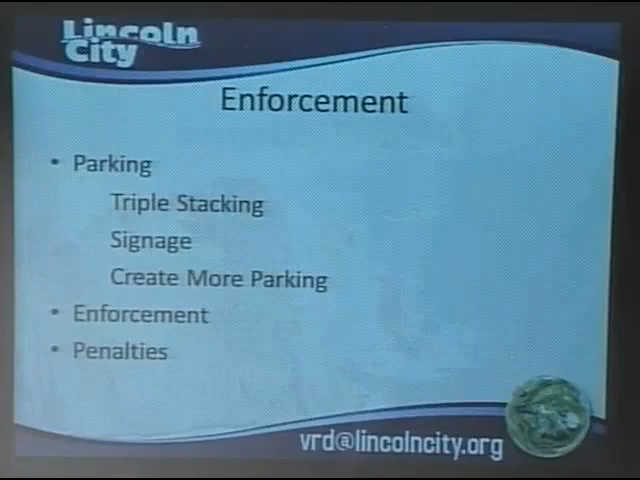 Lincoln
City
Enforcement
• Parking
Triple Stacking
Signage
Create More Parking
• Enforcement
• Penalties
vrd@lincolncity.org